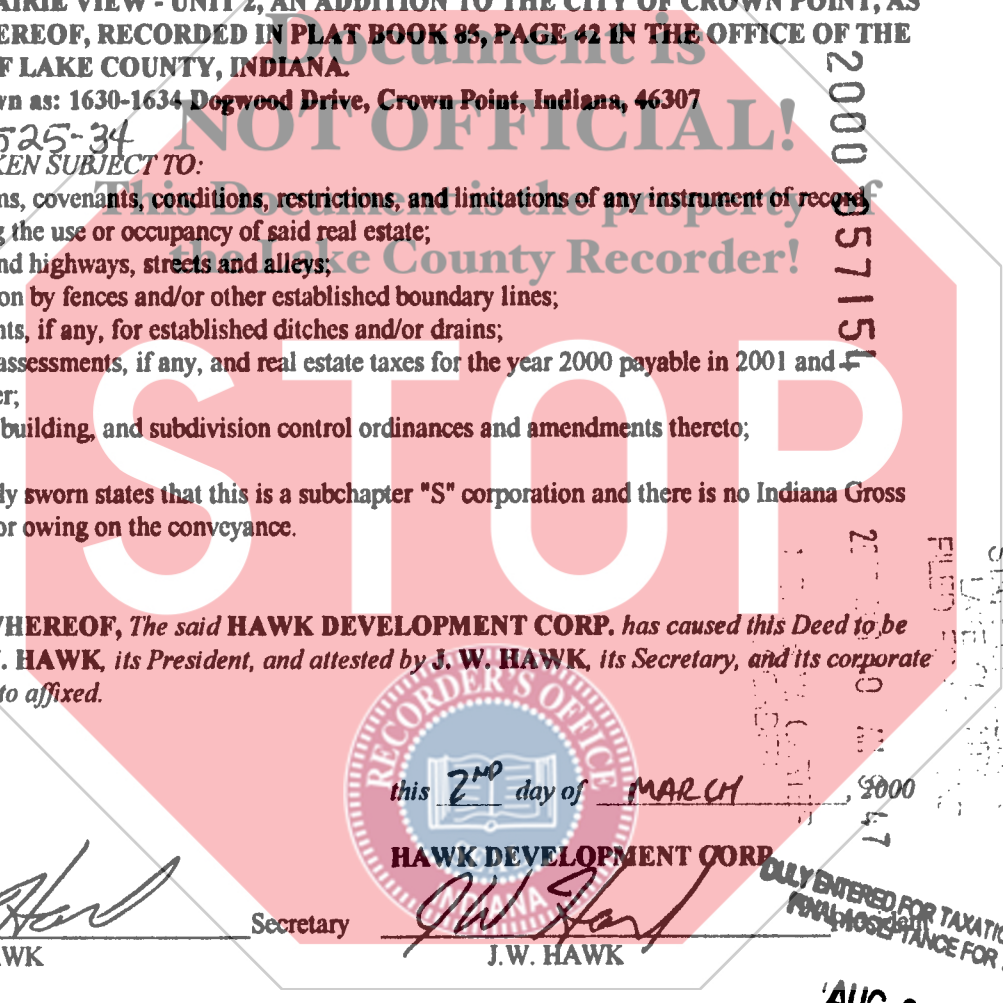 AIRIE VIEW - UNIT 2, AN ADDITION TO THE CITY OF CROWN POINT, AS
EREOF, RECORDED IN PLAT BOOK 85, PAGE 42 IN THE OFFICE OF THE
F LAKE COUNTY, INDIANA.
wn as: 1630-1634 Dogwood Drive, Crown Point, Indiana, 46307
525-34
KEN SUBJECT TO:
ns, covenants, conditions, restrictions, and limitations of any instrument of record,
g the use or occupancy of said real estate;
nd highways, streets and alleys;
on by fences and/or other established boundary lines;
nts, if any, for established ditches and/or drains;
assessments, if any, and real estate taxes for the year 2000 payable in 2001 and
er;
building, and subdivision control ordinances and amendments thereto;
ly sworn states that this is a subchapter "S" corporation and there is no Indiana Gross
or owing on the conveyance.
HEREOF, The said HAWK DEVELOPMENT CORP. has caused this Deed to be
. HAWK, its President, and attested by J. W. HAWK, its Secretary, and its corporate
to affixed.
this 2ND day of MARCH, 2000
HAWK DEVELOPMENT CORP
Secretary
WK
J.W. HAWK
Document is
NOT OFFICIAL!
This Document is the property of
the Lake County Recorder!
STOP
RECORDER'S OFFICE
INDIANA
2000 057154
FILED
DULY ENTERED FOR TAXATIO
FINAL ACCEPTANCE FOR
AUG